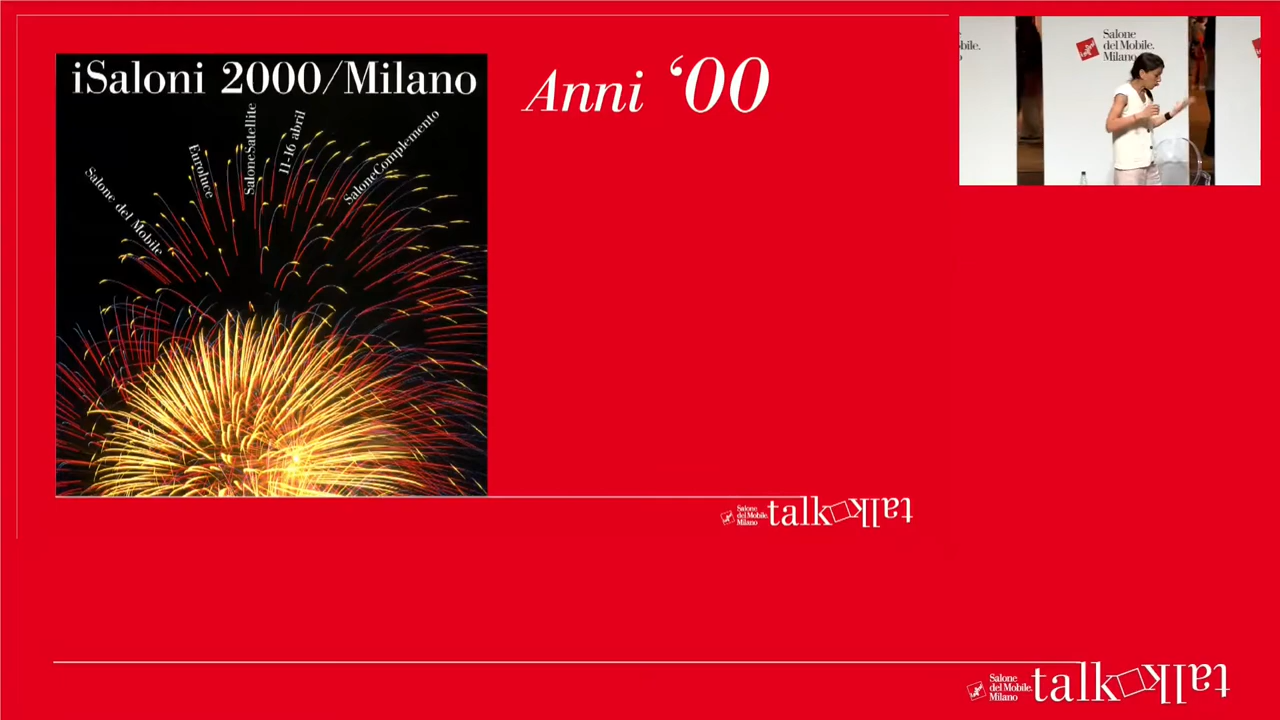 iSaloni 2000/Milano
Salone del Mobile
Euroluce
SaloneSatellite
11-16 abril
SaloneComplemento
Anni ‘00
Salone
del Mobile.
Milano
talk talk
bile.
Salone
del Mobile.
Milano
Salone
del Mobile.
Milano
talk talk